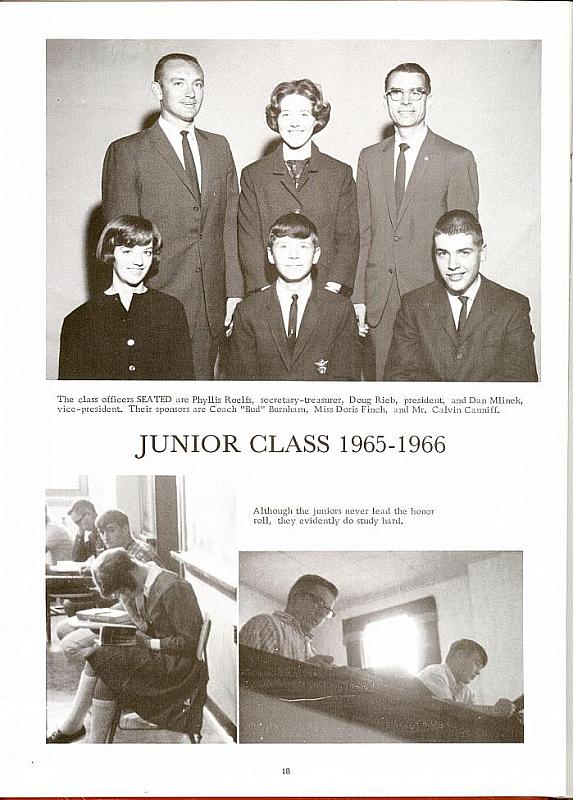 The class officers SEATED are Phyllis Roelfs, secretary-treasurer, Doug Rieb, president, and Dan Mlinek,
vice-president. Their sponsors are Coach "Bud" Burnham, Miss Doris Finch, and Mr. Calvin Canniff.
JUNIOR CLASS 1965-1966
Although the juniors never lead the honor
roll, they evidently do study hard.
18